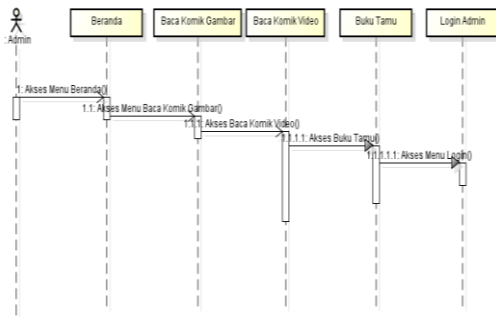 : Admin
Beranda
Baca Komik Gambar
Baca Komik Video
Buku Tamu
Login Admin
1: Akses Menu Beranda()
1.1: Akses Menu Baca Komik Gambar()
1.1.1: Akses Baca Komik Video()
1.1.1.1: Akses Buku Tamu()
1.1.1.1.1: Akses Menu Login()